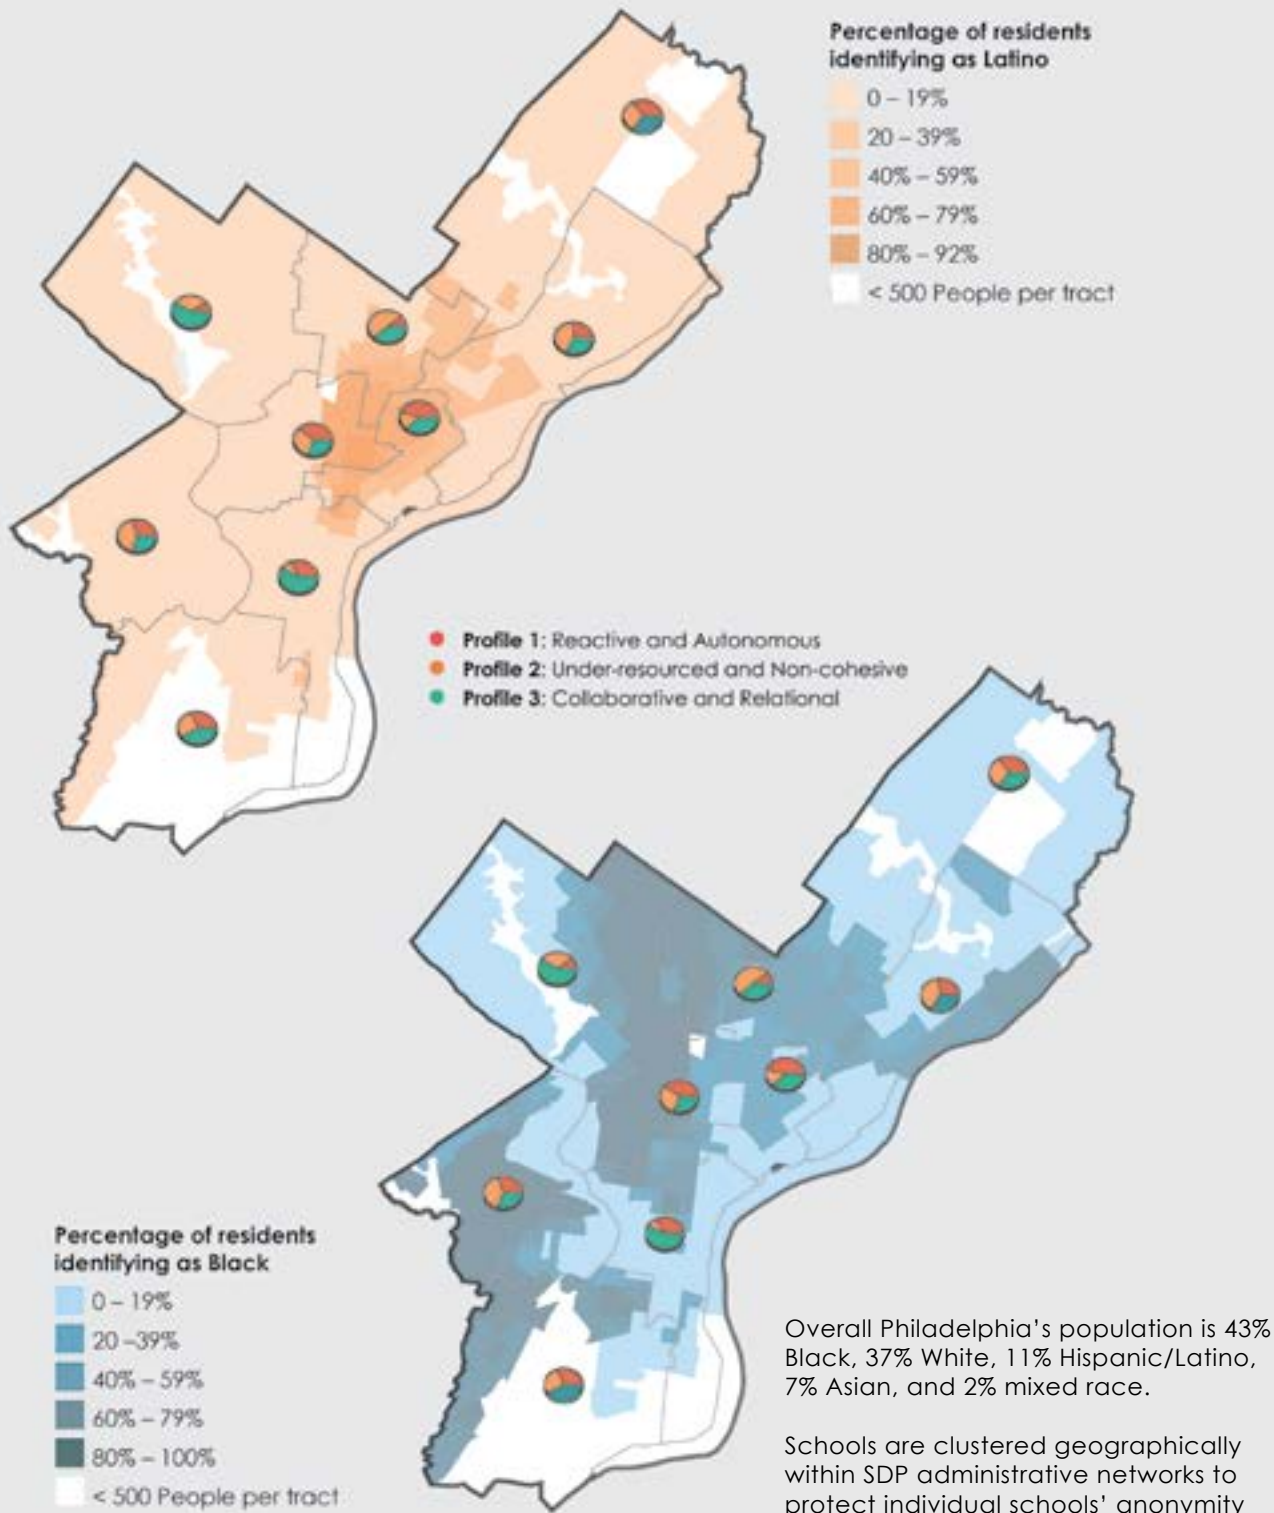 Percentage of residents
identifying as Latino
0 – 19%
20 – 39%
40% – 59%
60% – 79%
80% – 92%
< 500 People per tract
Profile 1: Reactive and Autonomous
Profile 2: Under-resourced and Non-cohesive
Profile 3: Collaborative and Relational
Percentage of residents
identifying as Black
0 – 19%
20 –39%
40% – 59%
60% – 79%
80% – 100%
< 500 People per tract
Overall Philadelphia’s population is 43%
Black, 37% White, 11% Hispanic/Latino,
7% Asian, and 2% mixed race.
Schools are clustered geographically
within SDP administrative networks to
protect individual schools’ anonymity